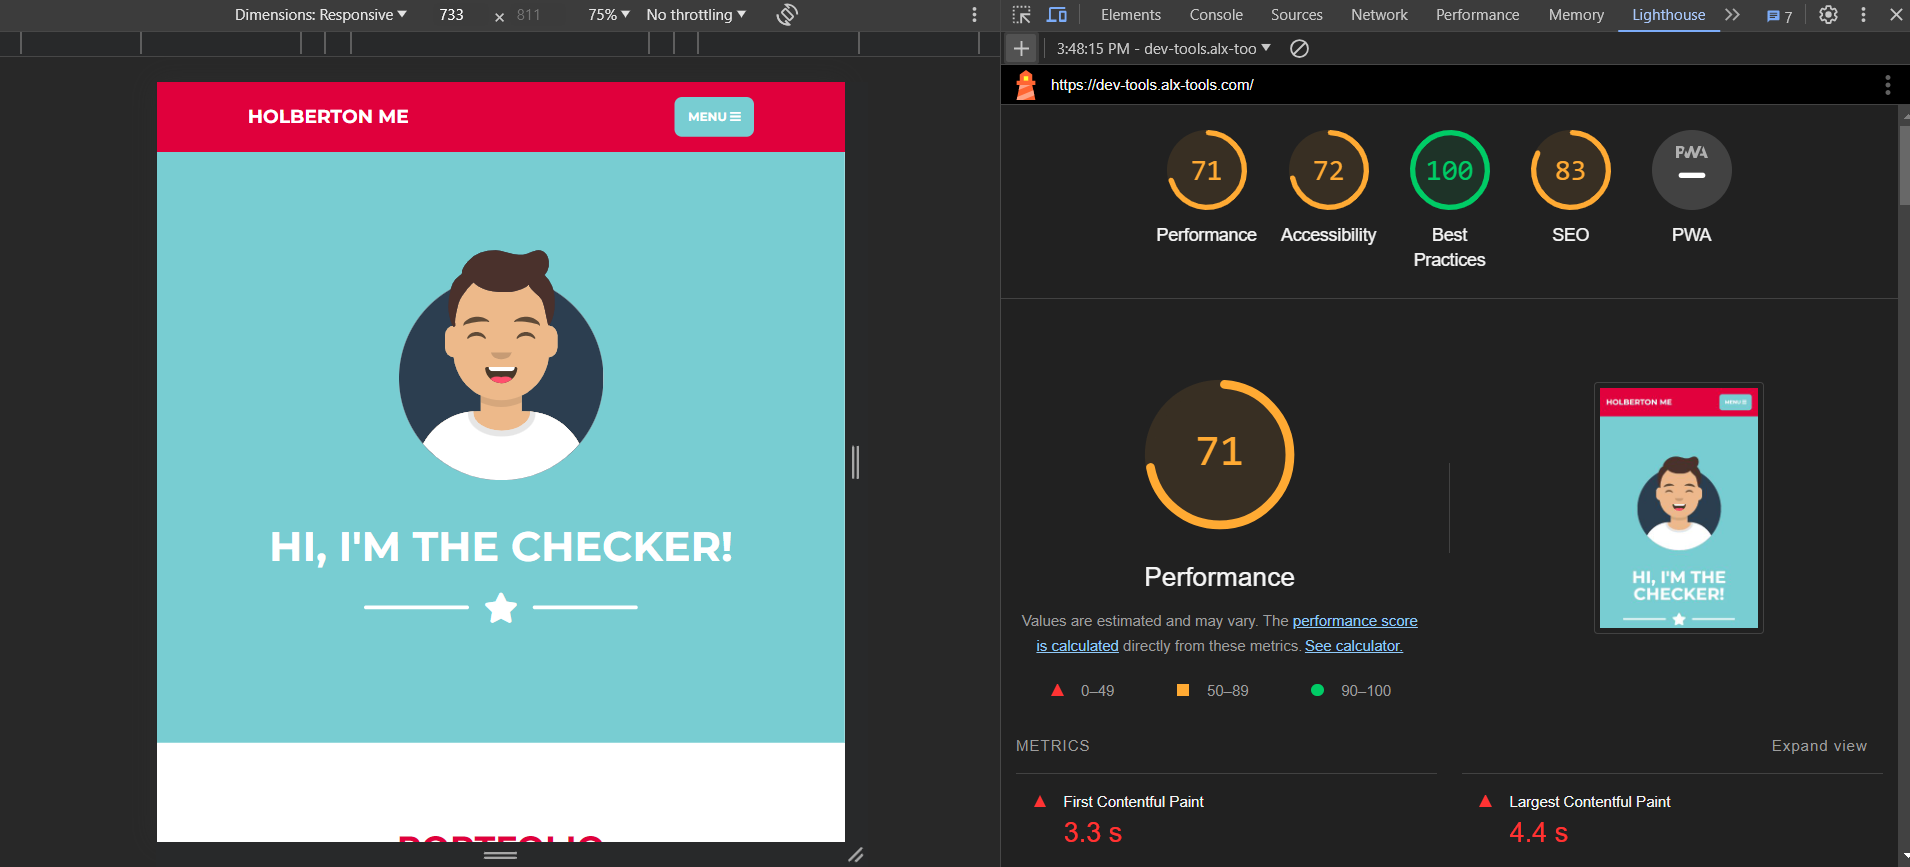 Dimensions: Responsive 733 × 811 75% No throttling
Elements Console Sources Network Performance Memory Lighthouse 7
3:48:15 PM - dev-tools.alx-too
https://dev-tools.alx-tools.com/
HOLBERTON ME
MENU
HI, I'M THE CHECKER!
PORTFOLIO
71
Performance
72
Accessibility
100
Best
Practices
83
SEO
PWA
PWA
71
Performance
Values are estimated and may vary. The performance score
is calculated directly from these metrics. See calculator.
0–49
50–89
90–100
HOLBERTON ME
MENU
HI, I'M THE
CHECKER!
METRICS
Expand view
First Contentful Paint
3.3 s
Largest Contentful Paint
4.4 s